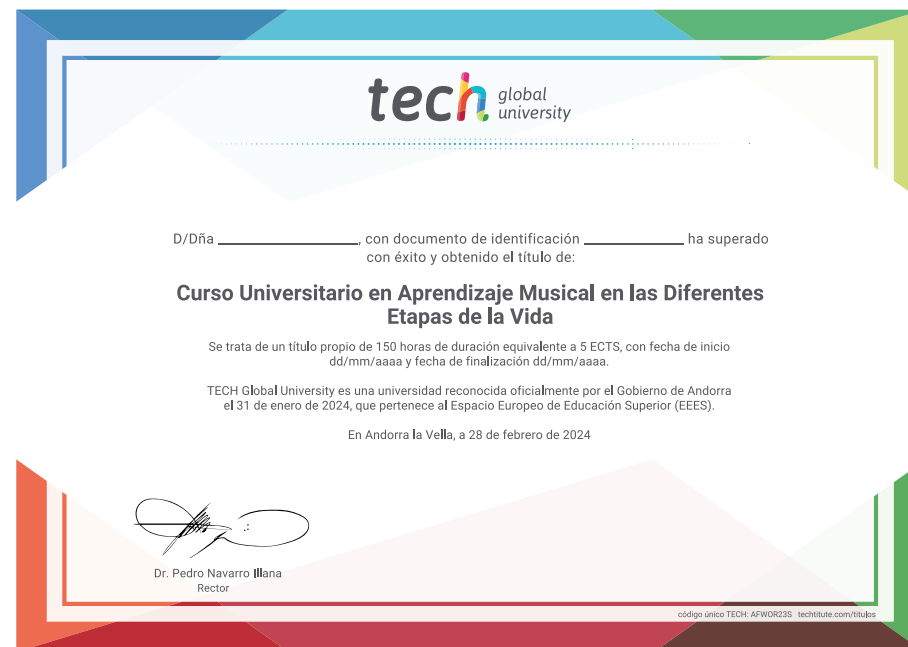 tech global university
D/Dña ____________________, con documento de identificación ______________ ha superado
con éxito y obtenido el título de:
Curso Universitario en Aprendizaje Musical en las Diferentes
Etapas de la Vida
Se trata de un título propio de 150 horas de duración equivalente a 5 ECTS, con fecha de inicio
dd/mm/aaaa y fecha de finalización dd/mm/aaaa.
TECH Global University es una universidad reconocida oficialmente por el Gobierno de Andorra
el 31 de enero de 2024, que pertenece al Espacio Europeo de Educación Superior (EEES).
En Andorra la Vella, a 28 de febrero de 2024
Dr. Pedro Navarro Illana
Rector
código único TECH: AFWOR23S techtitute.com/titulos